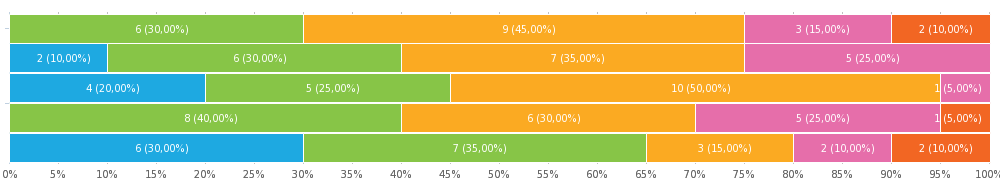 6 (30,00%) 9 (45,00%) 3 (15,00%) 2 (10,00%)
2 (10,00%) 6 (30,00%) 7 (35,00%) 5 (25,00%)
4 (20,00%) 5 (25,00%) 10 (50,00%) 1 (5,00%)
8 (40,00%) 6 (30,00%) 5 (25,00%) 1 (5,00%)
6 (30,00%) 7 (35,00%) 3 (15,00%) 2 (10,00%) 2 (10,00%)
0% 5% 10% 15% 20% 25% 30% 35% 40% 45% 50% 55% 60% 65% 70% 75% 80% 85% 90% 95% 100%